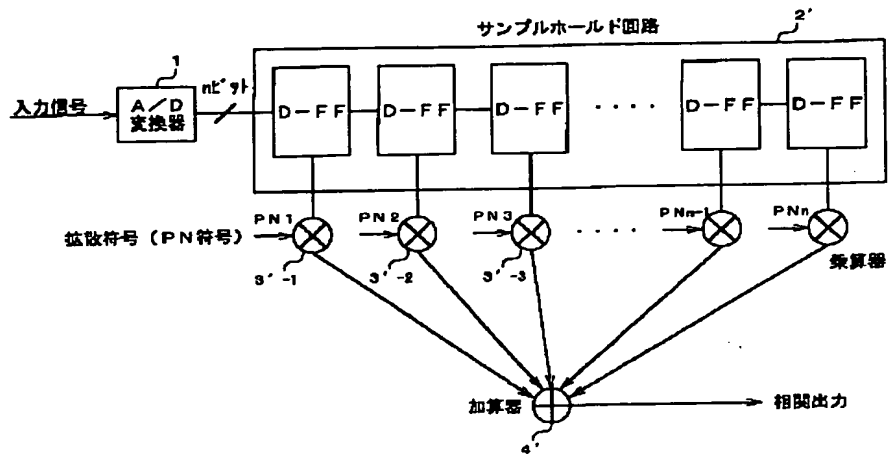 サンプルホールド回路
2'
1
nビット
入力信号
A/D
変換器
D-FF
D-FF
D-FF
・・・・
D-FF
D-FF
拡散符号(PN符号)
PN1
PN2
PN3
・・・・
PNn-1
PNn
3'-1
3'-2
3'-3
乗算器
加算器
相関出力
4'